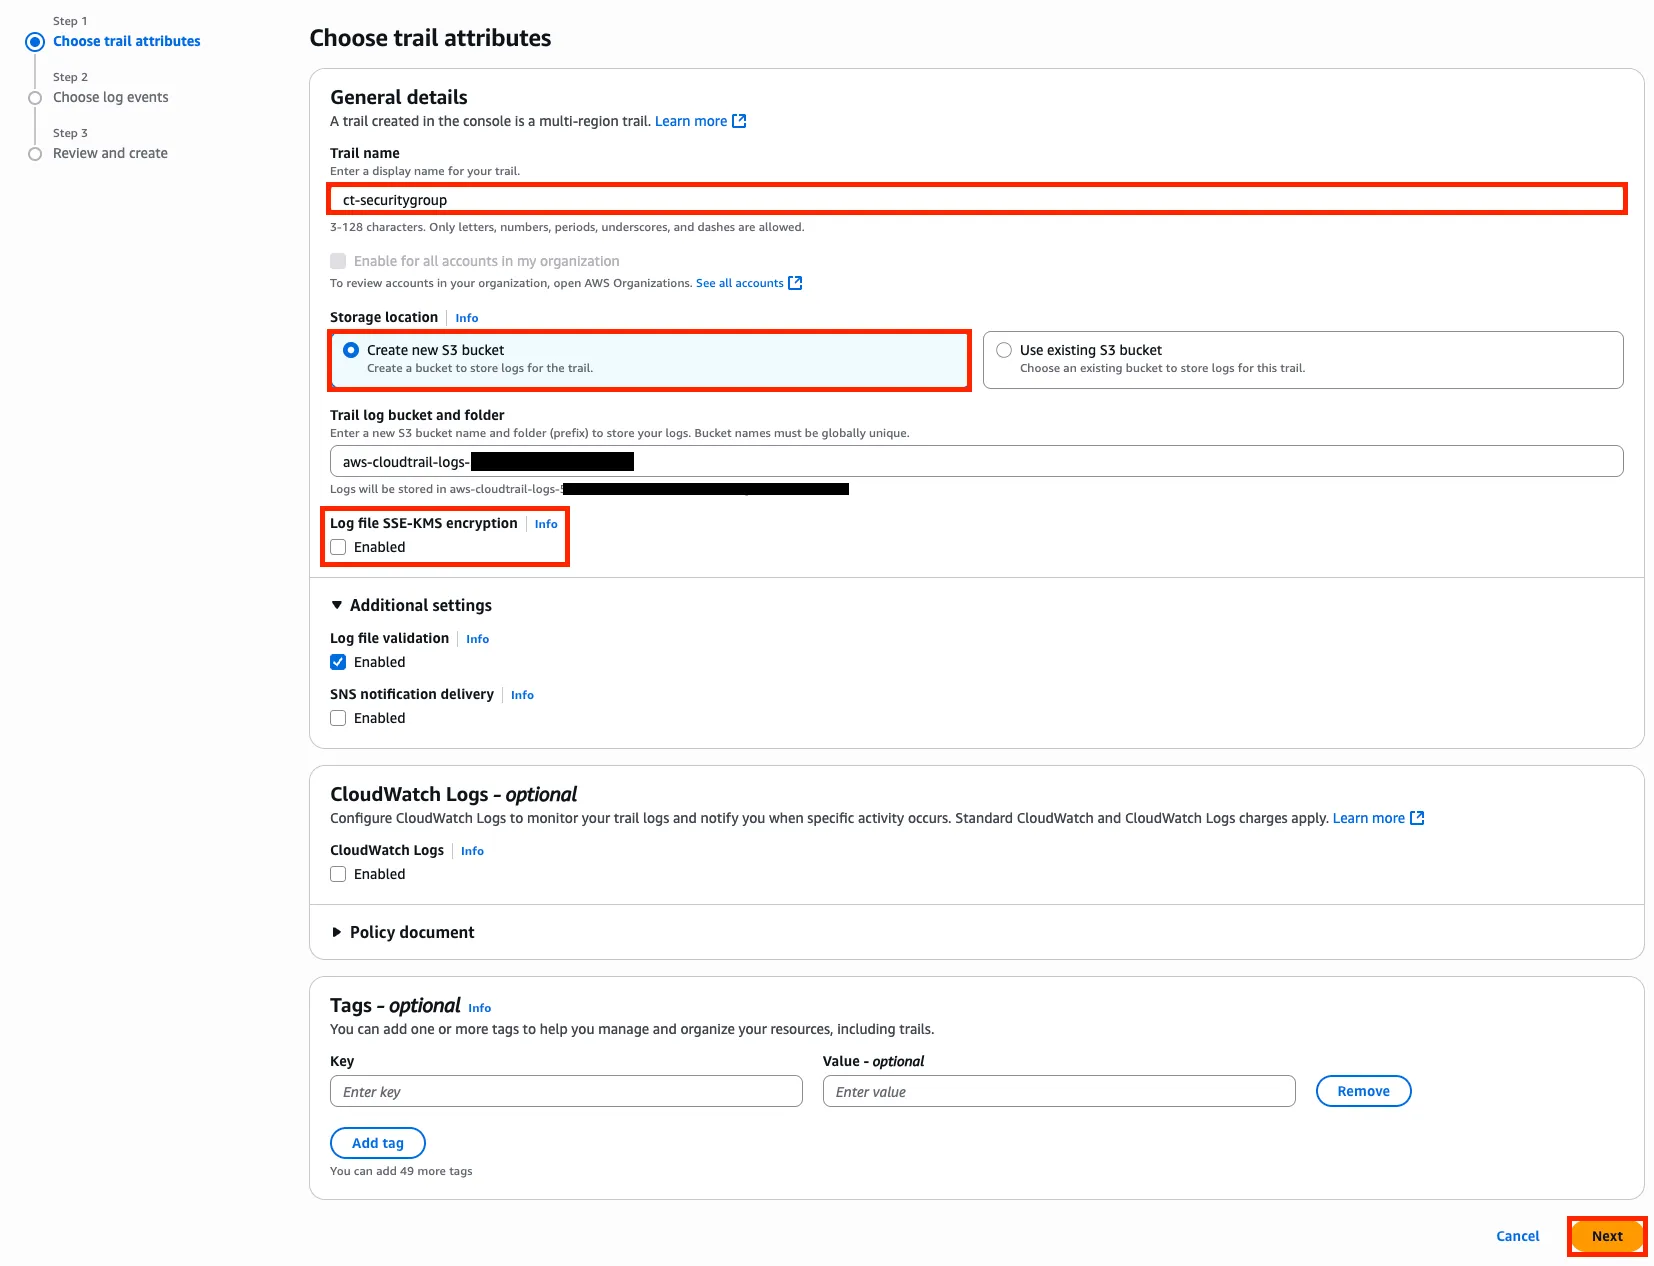 Step 1
Choose trail attributes
Step 2
Choose log events
Step 3
Review and create
Choose trail attributes
General details
A trail created in the console is a multi-region trail. Learn more
Trail name
Enter a display name for your trail.
ct-securitygroup
3-128 characters. Only letters, numbers, periods, underscores, and dashes are allowed.
Enable for all accounts in my organization
To review accounts in your organization, open AWS Organizations. See all accounts
Storage location Info
Create new S3 bucket
Create a bucket to store logs for the trail.
Use existing S3 bucket
Choose an existing bucket to store logs for this trail.
Trail log bucket and folder
Enter a new S3 bucket name and folder (prefix) to store your logs. Bucket names must be globally unique.
aws-cloudtrail-logs-
Logs will be stored in aws-cloudtrail-logs-
Log file SSE-KMS encryption Info
Enabled
Additional settings
Log file validation Info
Enabled
SNS notification delivery Info
Enabled
CloudWatch Logs - optional
Configure CloudWatch Logs to monitor your trail logs and notify you when specific activity occurs. Standard CloudWatch and CloudWatch Logs charges apply. Learn more
CloudWatch Logs Info
Enabled
Policy document
Tags - optional Info
You can add one or more tags to help you manage and organize your resources, including trails.
Key
Value - optional
Enter key
Enter value
Remove
Add tag
You can add 49 more tags
Cancel
Next